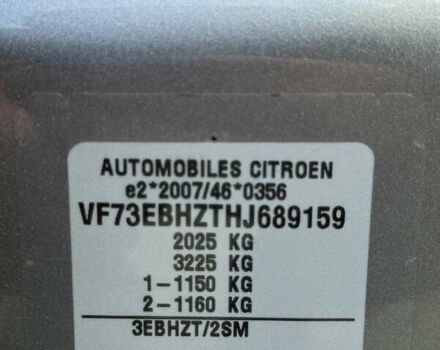 AUTOMOBILES CITROEN
e2*2007/46*0356
VF73EBHZTHJ689159
2025 KG
3225 KG
1-1150 KG
2-1160 KG
3EBHZT/2SM